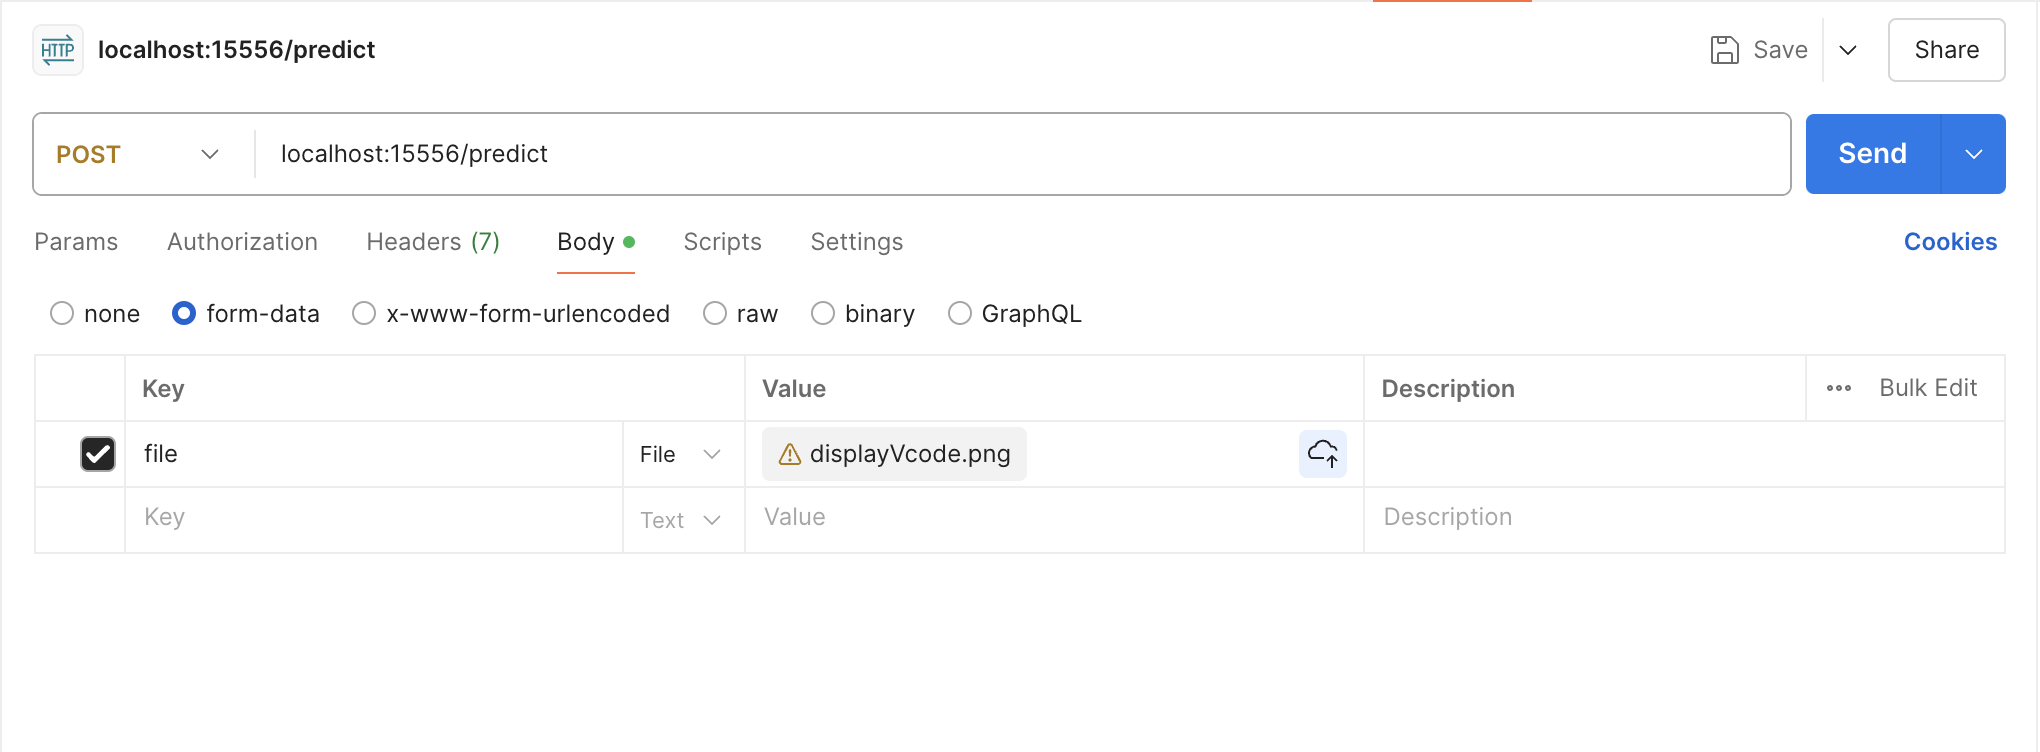 HTTP localhost:15556/predict Save Share
POST localhost:15556/predict Send
Params Authorization Headers (7) Body Scripts Settings Cookies
none form-data x-www-form-urlencoded raw binary GraphQL
Key Value Description Bulk Edit
file File displayVcode.png
Key Text Value Description